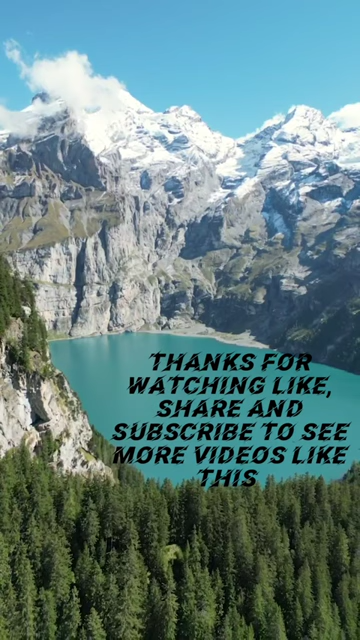 THANKS FOR
WATCHING LIKE,
SHARE AND
SUBSCRIBE TO SEE
MORE VIDEOS LIKE
THIS